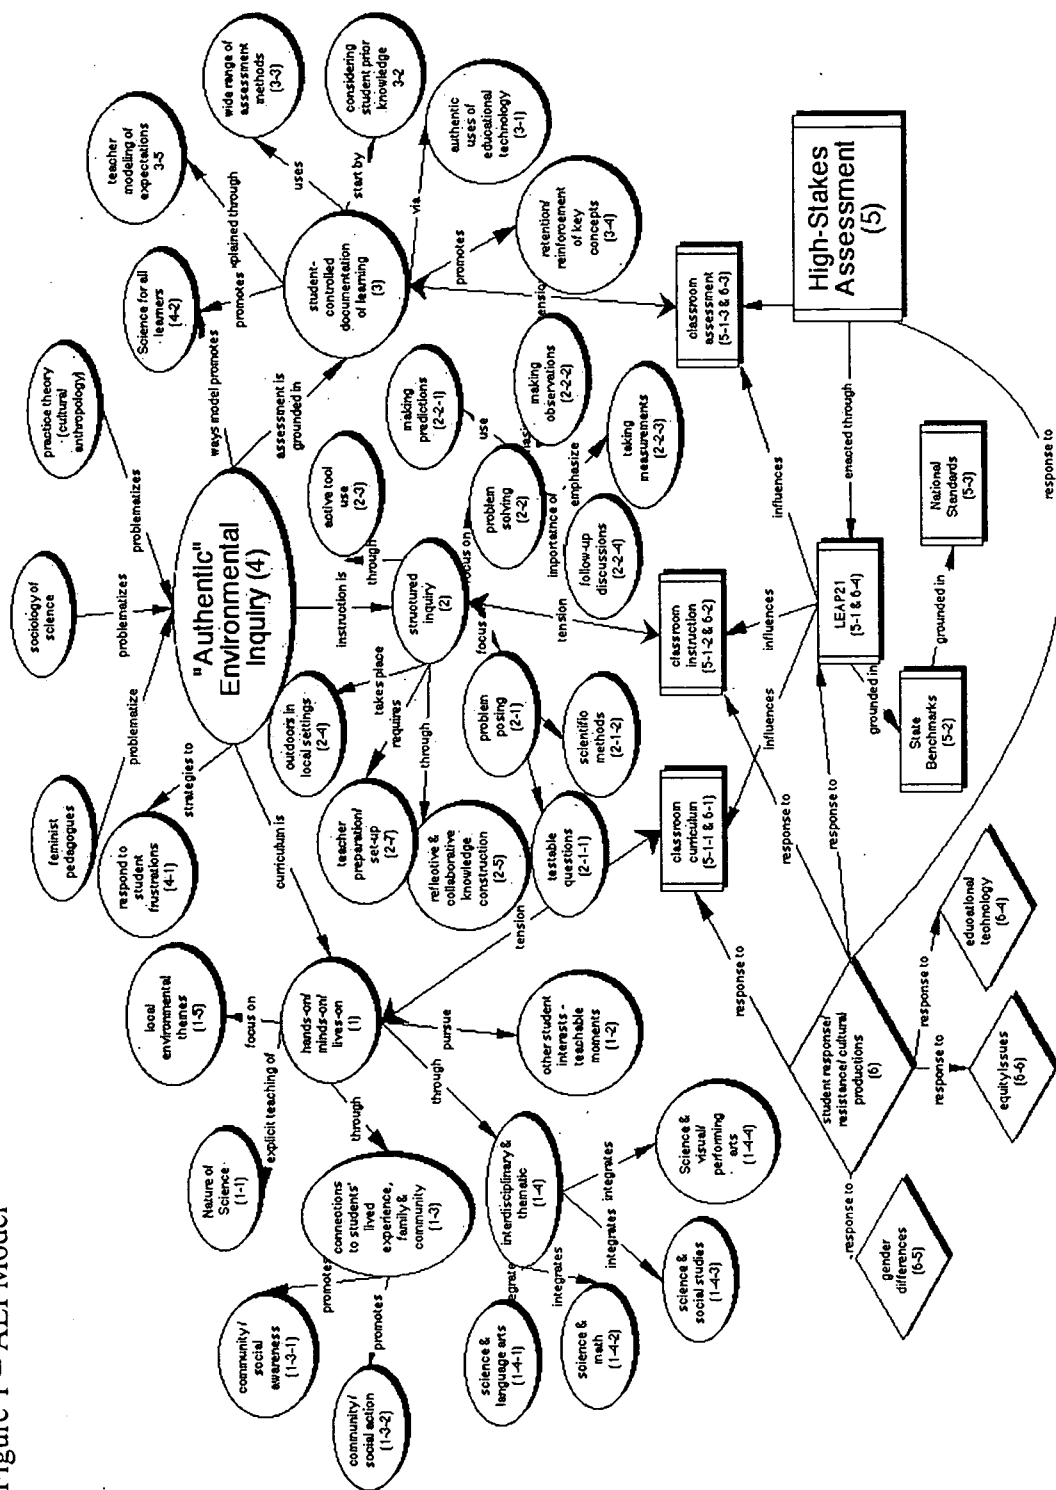 Figure 1 – AEI Model
feminist
pedagogues
sociology of
science
practice theory
(cultural
anthropology)
problematize
problematizes
problematizes
respond to
student
frustrations
(4-1)
strategies to
"Authentic"
Environmental
Inquiry (4)
ways model promotes
Science for all
learners
(4-2)
promotes
explained through
teacher
modeling of
expectations
3-5
wide range of
assessment
methods
(3-3)
uses
considering
student prior
knowledge
3-2
start by
authentic
uses of
educational
technology
(3-1)
via
retention/
reinforcement
of key
concepts
(3-4)
promotes
student-
controlled
documentation
of learning
(3)
assessment is
grounded in
curriculum is
instruction is
local
environmental
themes
(1-5)
focus on
hands-on/
minds-on/
lives-on
(1)
Nature of
Science
(1-1)
explicit teaching of
through
connections
to students'
lived
experience,
family &
community
(1-3)
promotes
community/
social
awareness
(1-3-1)
promotes
community/
social action
(1-3-2)
through
interdisciplinary &
thematic
(1-4)
integrates
science &
language arts
(1-4-1)
integrates
science &
math
(1-4-2)
integrates
science &
social studies
(1-4-3)
integrates
Science &
visual/
performing
arts
(1-4-4)
pursue
other student
interests -
teachable
moments
(1-2)
tension
outdoors in
local settings
(2-4)
takes place
teacher
preparation/
set-up
(2-7)
requires
reflective &
collaborative
knowledge
construction
(2-5)
through
structured
inquiry
(2)
through
active tool
use
(2-3)
focus on
problem
posing
(2-1)
testable
questions
(2-1-1)
scientific
methods
(2-1-2)
focus on
problem
solving
(2-2)
use
making
predictions
(2-2-1)
making
observations
(2-2-2)
emphasize
taking
measurements
(2-2-3)
importance of
follow-up
discussions
(2-2-4)
tension
tension
classroom
curriculum
(5-1-1 & 6-1)
classroom
instruction
(5-1-2 & 6-2)
classroom
assessment
(5-1-3 & 6-3)
influences
influences
influences
High-Stakes
Assessment
(5)
enacted through
LEAP21
(5-1 & 6-4)
grounded in
State
Benchmarks
(5-2)
grounded in
National
Standards
(5-3)
response to
response to
response to
response to
student response/
resistance/ cultural
productions
(6)
response to
gender
differences
(6-5)
response to
equity issues
(6-6)
response to
educational
technology
(6-4)